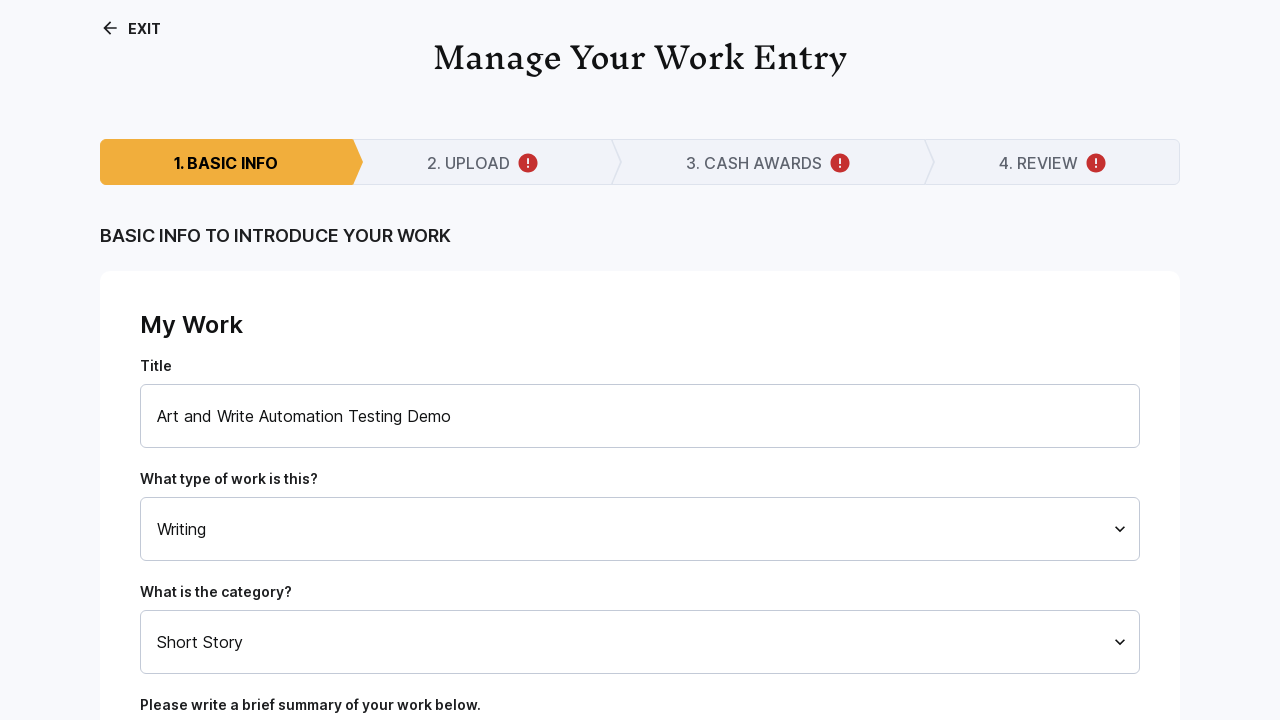 EXIT
Manage Your Work Entry
1. BASIC INFO
2. UPLOAD
3. CASH AWARDS
4. REVIEW
BASIC INFO TO INTRODUCE YOUR WORK
My Work
Title
Art and Write Automation Testing Demo
What type of work is this?
Writing
What is the category?
Short Story
Please write a brief summary of your work below.